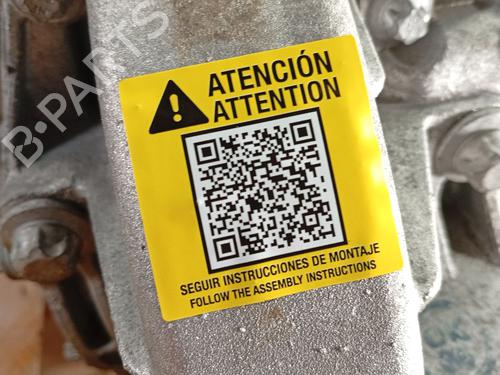 B-PARTS
ATENCIÓN
ATTENTION
SEGUIR INSTRUCCIONES DE MONTAJE
FOLLOW THE ASSEMBLY INSTRUCTIONS